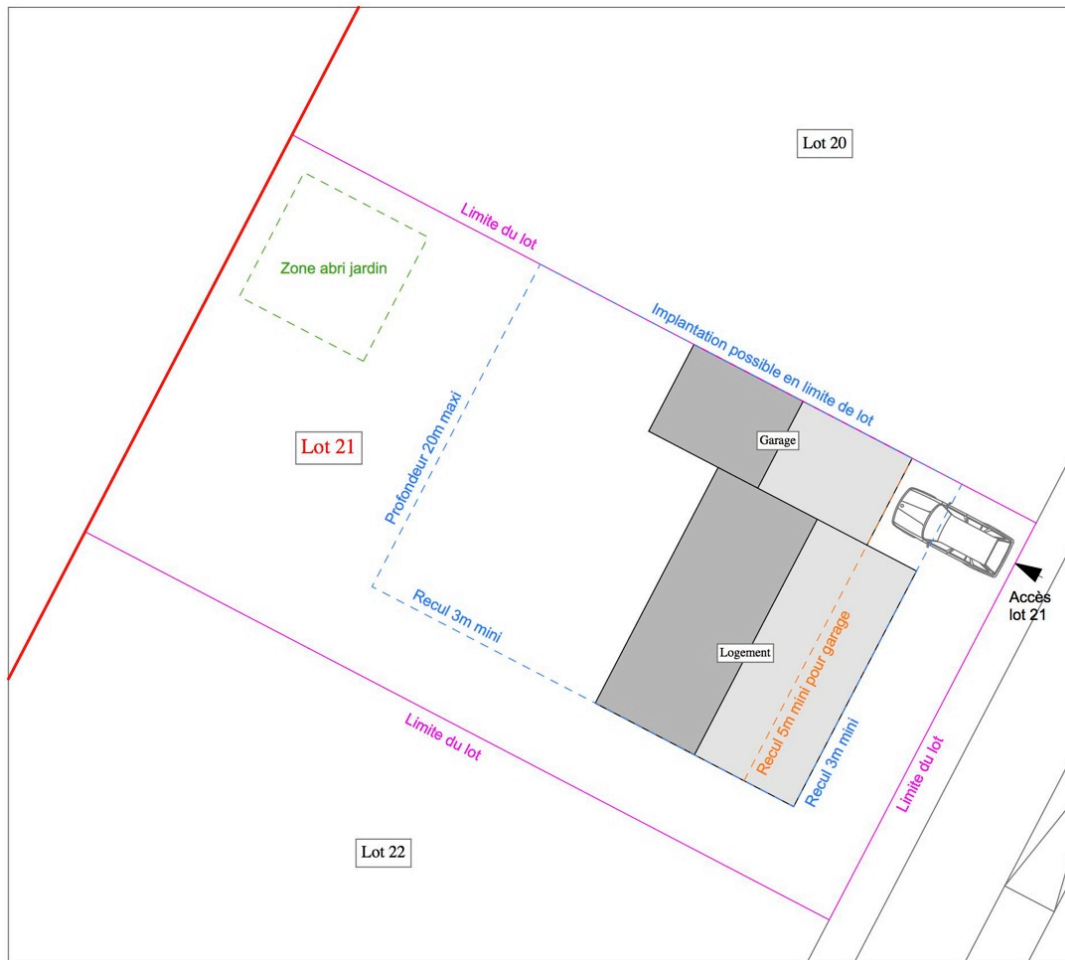 Lot 20
Limite du lot
Zone abri jardin
Implantation possible en limite de lot
Garage
Lot 21
Profondeur 20m maxi
Accès
lot 21
Recul 3m mini
Logement
Recul 5m mini pour garage
Recul 3m mini
Limite du lot
Limite du lot
Lot 22